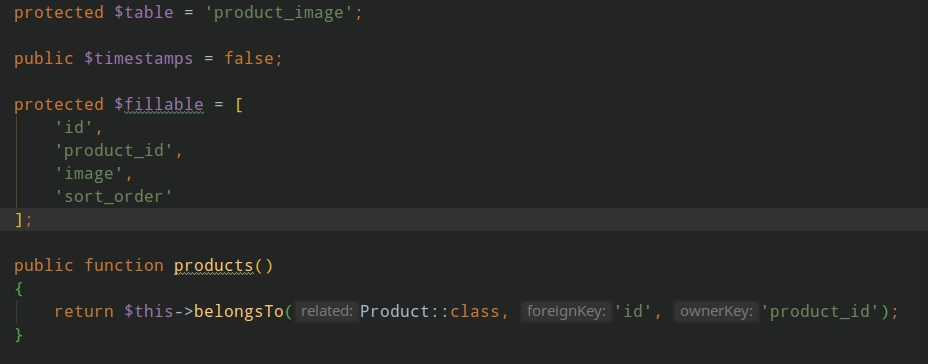 protected $table = 'product_image';
public $timestamps = false;
protected $fillable = [
'id',
'product_id',
'image',
'sort_order'
];
public function products()
{
return $this->belongsTo( related: Product::class, foreignKey: 'id', ownerKey: 'product_id');
}